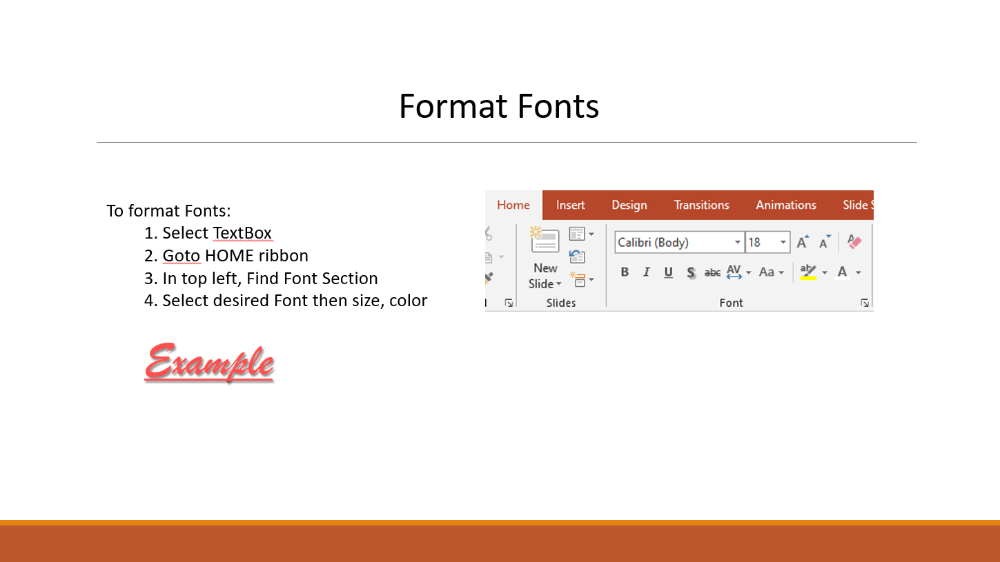 Format Fonts
To format Fonts:
1. Select TextBox
2. Goto HOME ribbon
3. In top left, Find Font Section
4. Select desired Font then size, color
Example
Home Insert Design Transitions Animations Slide S
Calibri (Body) 18 A A A
New
Slide
B I U S abc AV Aa ab A
Slides Font